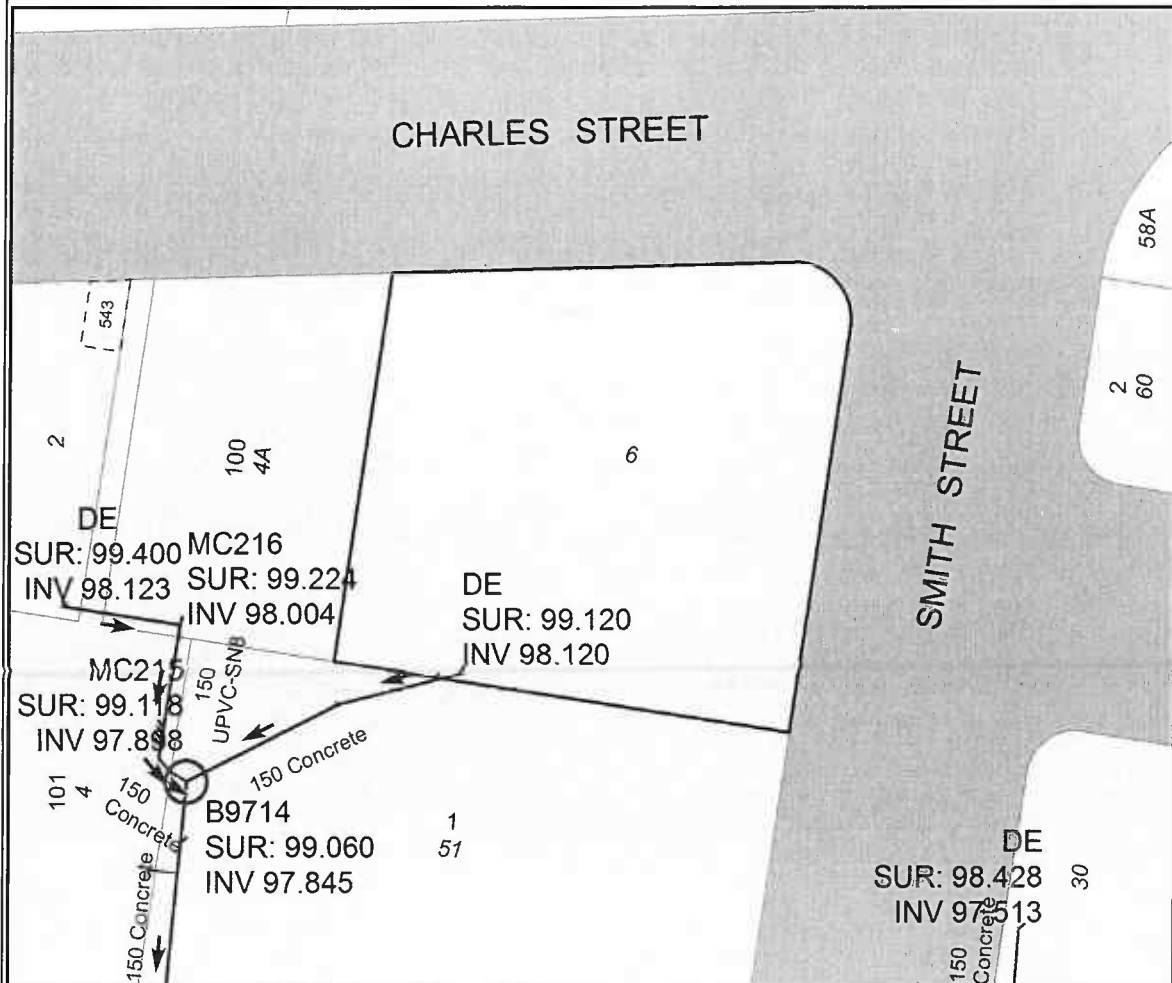 CHARLES STREET
58A
543
2
60
2
100
4A
6
SMITH STREET
DE
SUR: 99.400
INV 98.123
MC216
SUR: 99.224
INV 98.004
DE
SUR: 99.120
INV 98.120
MC215
SUR: 99.118
INV 97.898
150
UPVC-SN8
150 Concrete
101
4
150
Concrete
B9714
SUR: 99.060
INV 97.845
1
51
DE
SUR: 98.428
INV 97.513
30
150 Concrete
150
Concrete